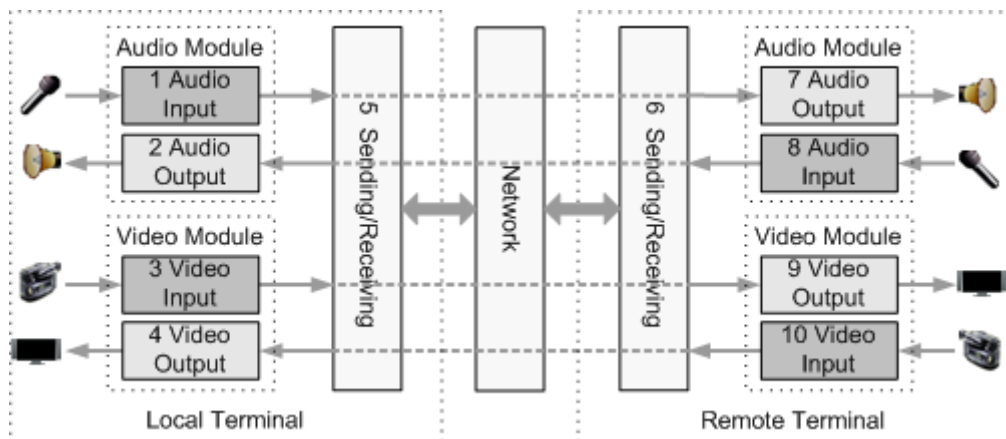 Audio Module
1 Audio
Input
2 Audio
Output
Video Module
3 Video
Input
4 Video
Output
5 Sending/Receiving
Local Terminal
Network
6 Sending/Receiving
Audio Module
7 Audio
Output
8 Audio
Input
Video Module
9 Video
Output
10 Video
Input
Remote Terminal